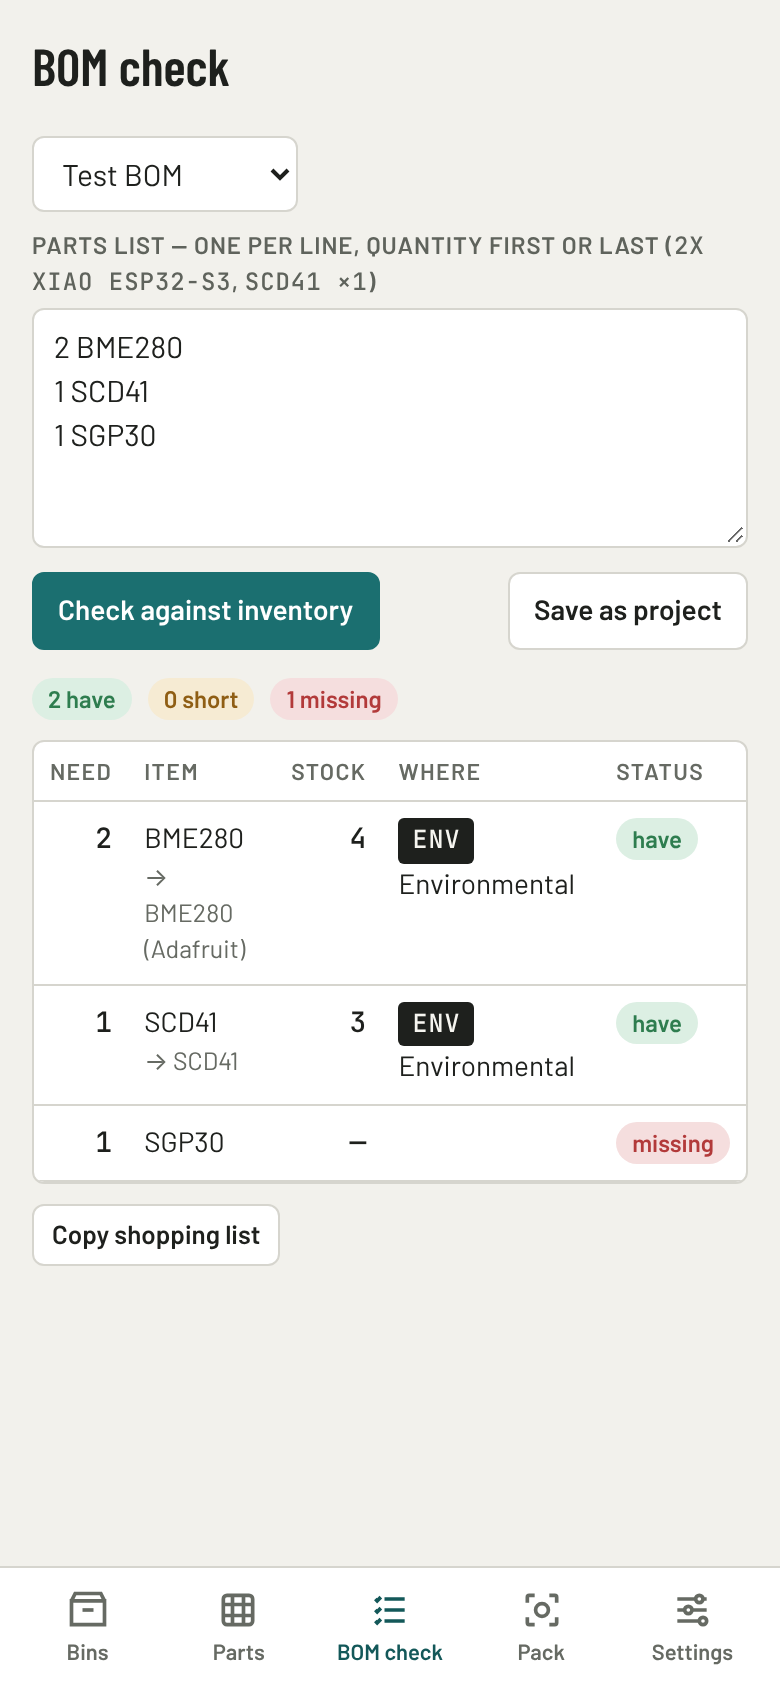 BOM check
Test BOM
PARTS LIST — ONE PER LINE, QUANTITY FIRST OR LAST (2X
XIAO ESP32-S3, SCD41 ×1)
2 BME280
1 SCD41
1 SGP30
Check against inventory
Save as project
2 have
0 short
1 missing
NEED ITEM STOCK WHERE STATUS
2 BME280 4 ENV have
→ Environmental
BME280
(Adafruit)
1 SCD41 3 ENV have
→ SCD41 Environmental
1 SGP30 – missing
Copy shopping list
Bins Parts BOM check Pack Settings